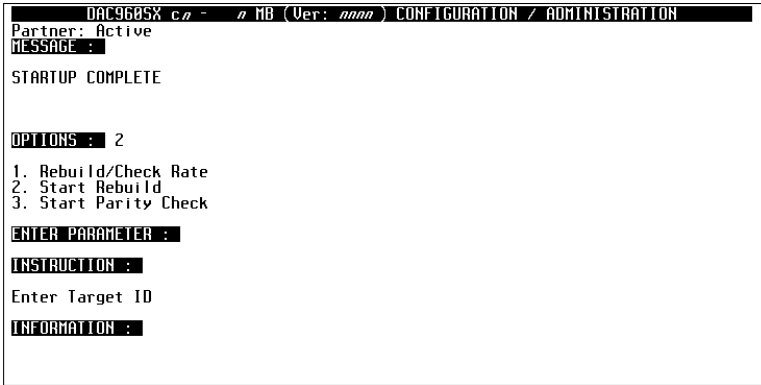 DAC960SX cn - n MB (Ver: nnnn) CONFIGURATION / ADMINISTRATION
Partner: Active
MESSAGE :
STARTUP COMPLETE
OPTIONS : 2
1. Rebuild/Check Rate
2. Start Rebuild
3. Start Parity Check
ENTER PARAMETER :
INSTRUCTION :
Enter Target ID
INFORMATION :